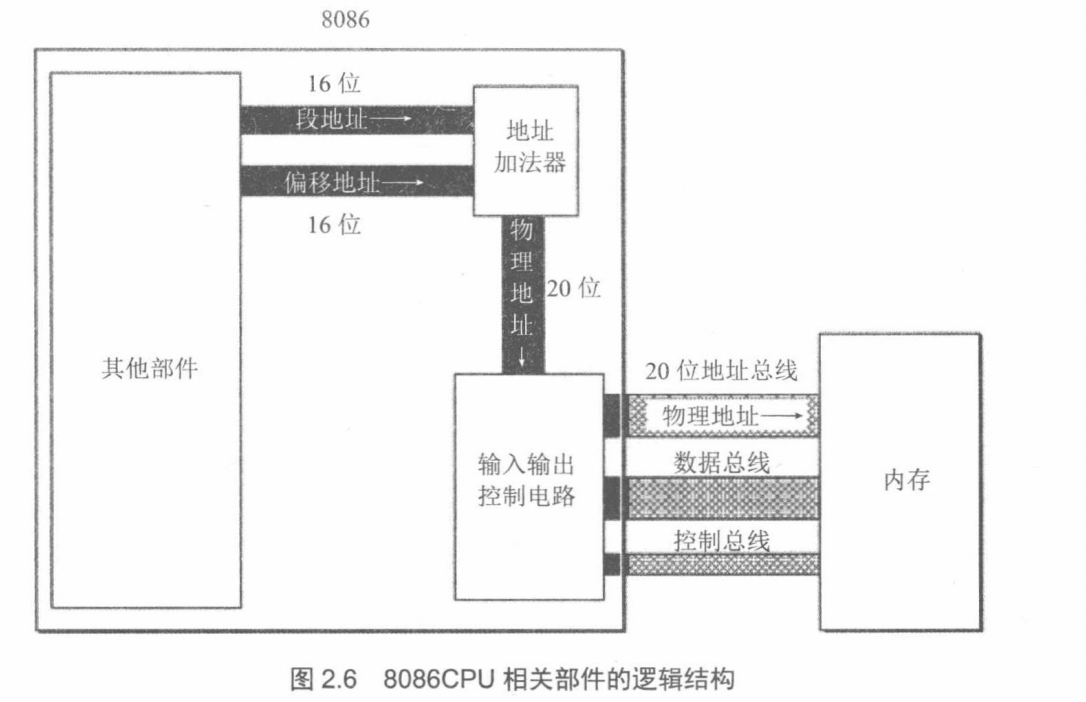 8086
16 位
段地址→
地址
加法器
偏移地址→
16 位
物
理
地
址
↓
20 位
其他部件
20 位地址总线
物理地址→
输入输出
控制电路
数据总线
内存
控制总线
图 2.6 8086CPU 相关部件的逻辑结构